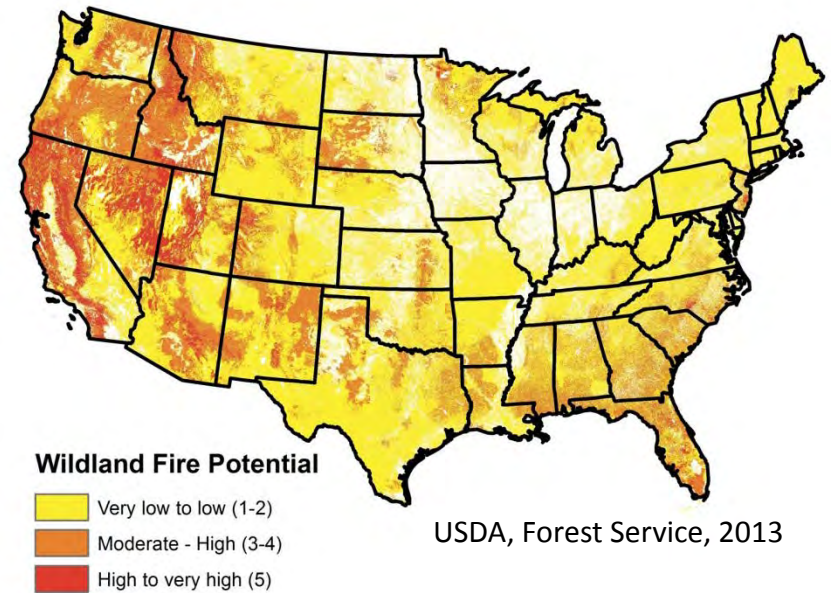 Wildland Fire Potential
Very low to low (1-2)
Moderate - High (3-4)
High to very high (5)
USDA, Forest Service, 2013